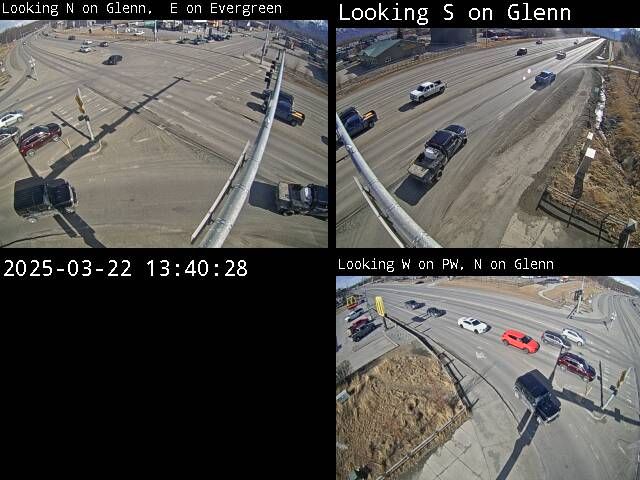 Looking N on Glenn,  E on Evergreen
Looking S on Glenn
2025-03-22 13:40:28
Looking W on PW, N on Glenn